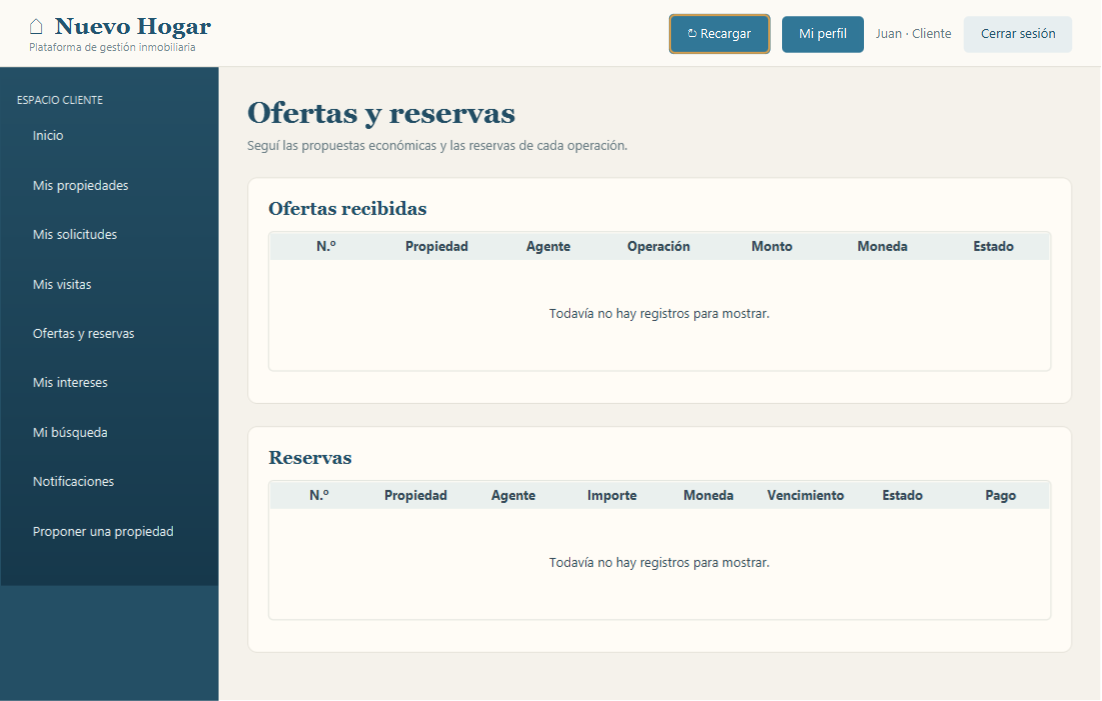 Nuevo Hogar
Plataforma de gestión inmobiliaria
Recargar
Mi perfil
Juan · Cliente
Cerrar sesión
ESPACIO CLIENTE
Inicio
Mis propiedades
Mis solicitudes
Mis visitas
Ofertas y reservas
Mis intereses
Mi búsqueda
Notificaciones
Proponer una propiedad
Ofertas y reservas
Seguí las propuestas económicas y las reservas de cada operación.
Ofertas recibidas
N.º Propiedad Agente Operación Monto Moneda Estado
Todavía no hay registros para mostrar.
Reservas
N.º Propiedad Agente Importe Moneda Vencimiento Estado Pago
Todavía no hay registros para mostrar.